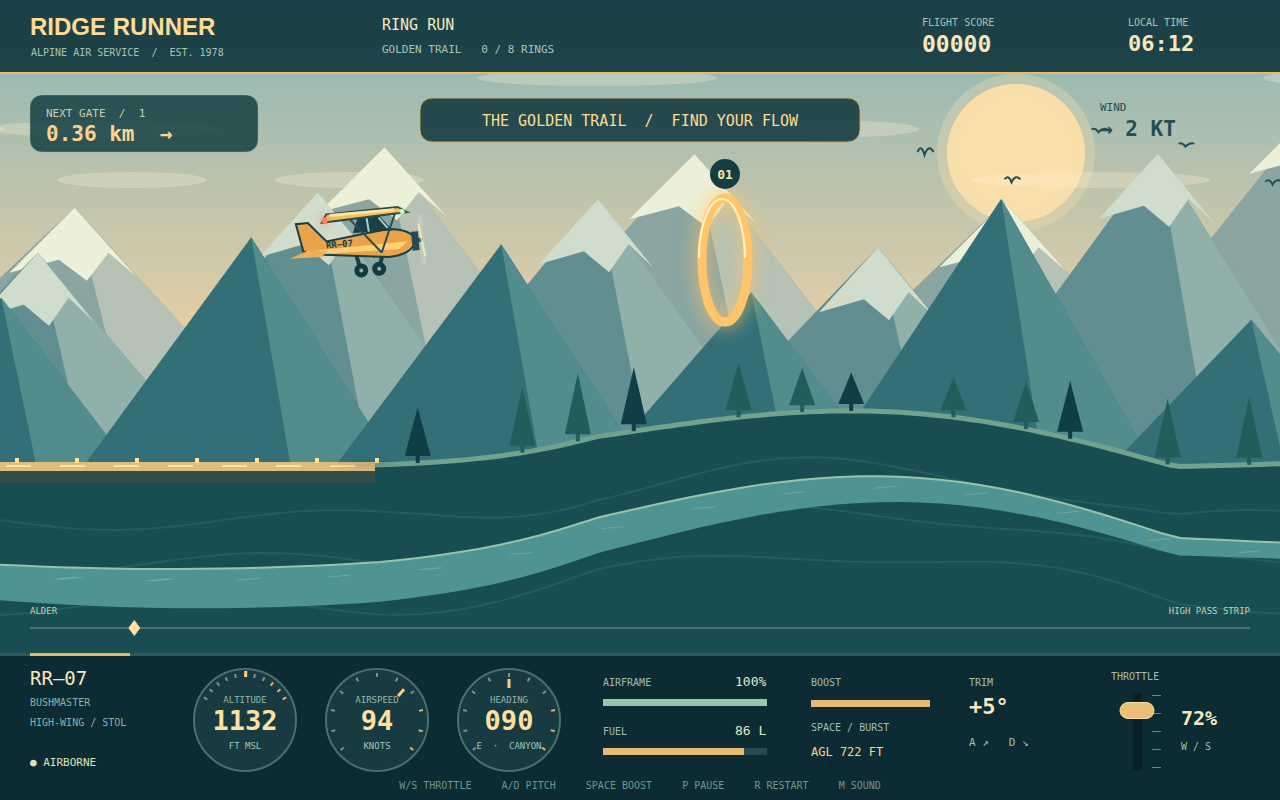 RIDGE RUNNER
ALPINE AIR SERVICE / EST. 1978
RING RUN
GOLDEN TRAIL 0 / 8 RINGS
FLIGHT SCORE
00000
LOCAL TIME
06:12
NEXT GATE / 1
0.36 km →
THE GOLDEN TRAIL / FIND YOUR FLOW
WIND
→ 2 KT
01
RR—07
ALDER
HIGH PASS STRIP
RR—07
BUSHMASTER
HIGH-WING / STOL
● AIRBORNE
ALTITUDE
1132
FT MSL
AIRSPEED
94
KNOTS
HEADING
090
E · CANYON
AIRFRAME 100%
FUEL 86 L
BOOST
SPACE / BURST
AGL 722 FT
TRIM
+5°
A ↗ D ↘
THROTTLE
72%
W / S
W/S THROTTLE A/D PITCH SPACE BOOST P PAUSE R RESTART M SOUND